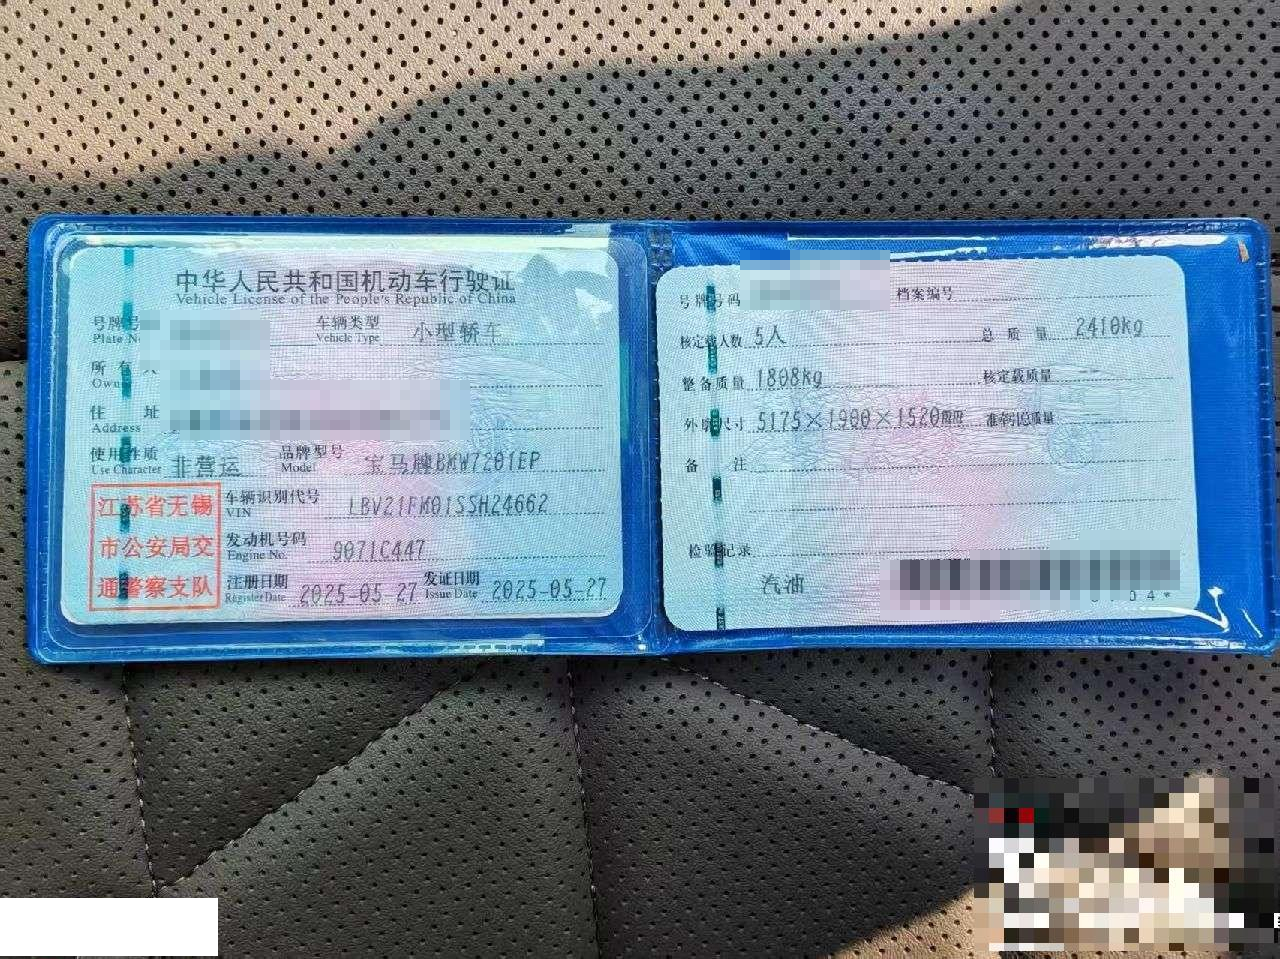 中华人民共和国机动车行驶证
Vehicle License of the People's Republic of China
号牌号
Plate N
车辆类型
Vehicle Type
小型轿车
所有人
Owner
住 址
Address
使用性质
Use Character
非营运
品牌型号
Model
宝马牌BMW7201EP
江苏省无锡
市公安局交
通警察支队
车辆识别代号
VIN
LBV21FM01SSH24662
发动机号码
Engine No.
9071C447
注册日期
Register Date
2025-05-27
发证日期
Issue Date
2025-05-27
号牌号码
档案编号
核定载人数 5人
总 质 量 2410kg
整备质量 1808kg
核定载质量
外廓尺寸 5175×1900×1520mm
准牵引总质量
备 注
检验记录
汽油
04*